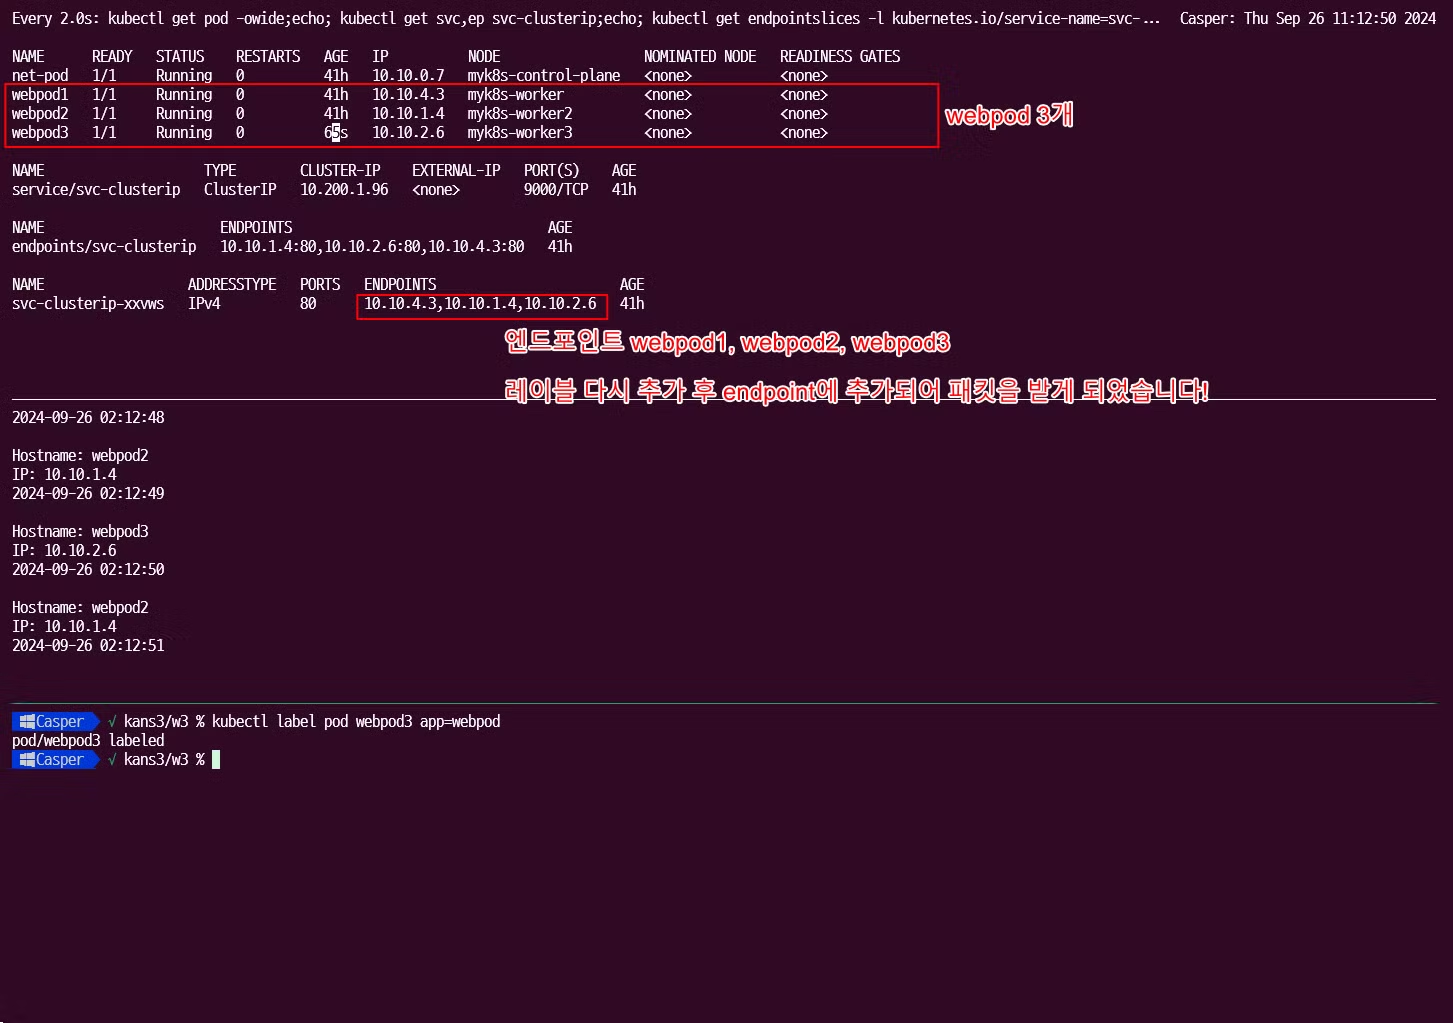 Every 2.0s: kubectl get pod -owide;echo; kubectl get svc,ep svc-clusterip;echo; kubectl get endpointslices -l kubernetes.io/service-name=svc-... Casper: Thu Sep 26 11:12:50 2024
NAME READY STATUS RESTARTS AGE IP NODE NOMINATED NODE READINESS GATES
net-pod 1/1 Running 0 41h 10.10.0.7 myk8s-control-plane <none> <none>
webpod1 1/1 Running 0 41h 10.10.4.3 myk8s-worker <none> <none>
webpod2 1/1 Running 0 41h 10.10.1.4 myk8s-worker2 <none> <none>
webpod3 1/1 Running 0 65s 10.10.2.6 myk8s-worker3 <none> <none>
webpod 3개
NAME TYPE CLUSTER-IP EXTERNAL-IP PORT(S) AGE
service/svc-clusterip ClusterIP 10.200.1.96 <none> 9000/TCP 41h
NAME ENDPOINTS AGE
endpoints/svc-clusterip 10.10.1.4:80,10.10.2.6:80,10.10.4.3:80 41h
NAME ADDRESSTYPE PORTS ENDPOINTS AGE
svc-clusterip-xxvws IPv4 80 10.10.4.3,10.10.1.4,10.10.2.6 41h
엔드포인트 webpod1, webpod2, webpod3
레이블 다시 추가 후 endpoint에 추가되어 패킷을 받게 되었습니다!
2024-09-26 02:12:48
Hostname: webpod2
IP: 10.10.1.4
2024-09-26 02:12:49
Hostname: webpod3
IP: 10.10.2.6
2024-09-26 02:12:50
Hostname: webpod2
IP: 10.10.1.4
2024-09-26 02:12:51
Casper √ kans3/w3 % kubectl label pod webpod3 app=webpod
pod/webpod3 labeled
Casper √ kans3/w3 %